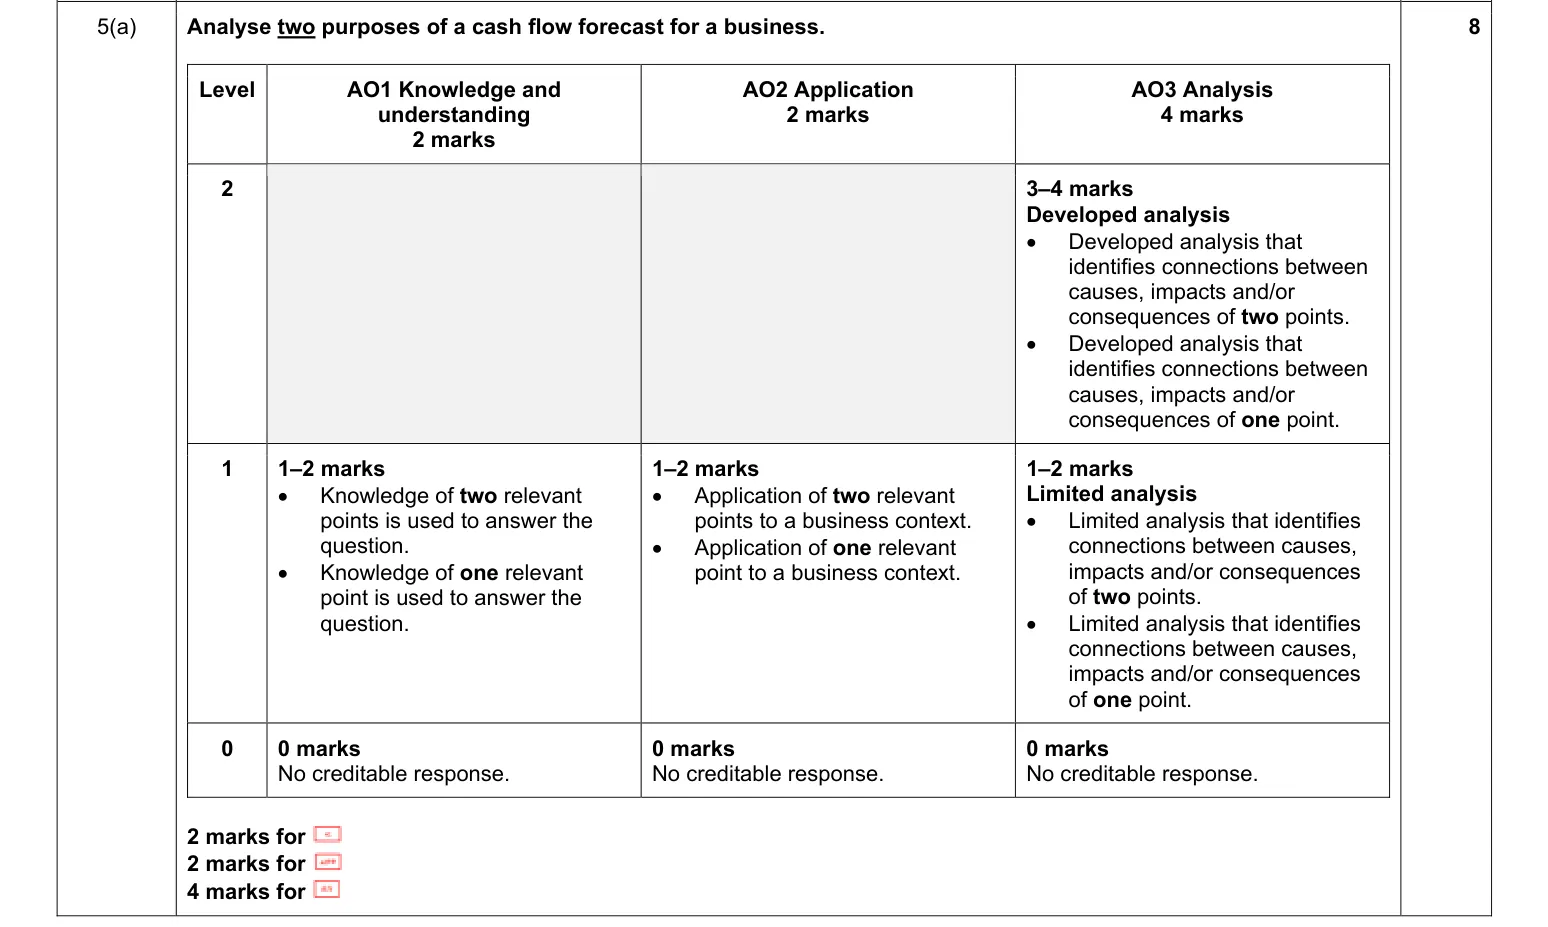 5(a)
Analyse two purposes of a cash flow forecast for a business.
8
Level
AO1 Knowledge and
understanding
2 marks
AO2 Application
2 marks
AO3 Analysis
4 marks
2
3–4 marks
Developed analysis
• Developed analysis that
identifies connections between
causes, impacts and/or
consequences of two points.
• Developed analysis that
identifies connections between
causes, impacts and/or
consequences of one point.
1
1–2 marks
• Knowledge of two relevant
points is used to answer the
question.
• Knowledge of one relevant
point is used to answer the
question.
1–2 marks
• Application of two relevant
points to a business context.
• Application of one relevant
point to a business context.
1–2 marks
Limited analysis
• Limited analysis that identifies
connections between causes,
impacts and/or consequences
of two points.
• Limited analysis that identifies
connections between causes,
impacts and/or consequences
of one point.
0
0 marks
No creditable response.
0 marks
No creditable response.
0 marks
No creditable response.
2 marks for
2 marks for
4 marks for